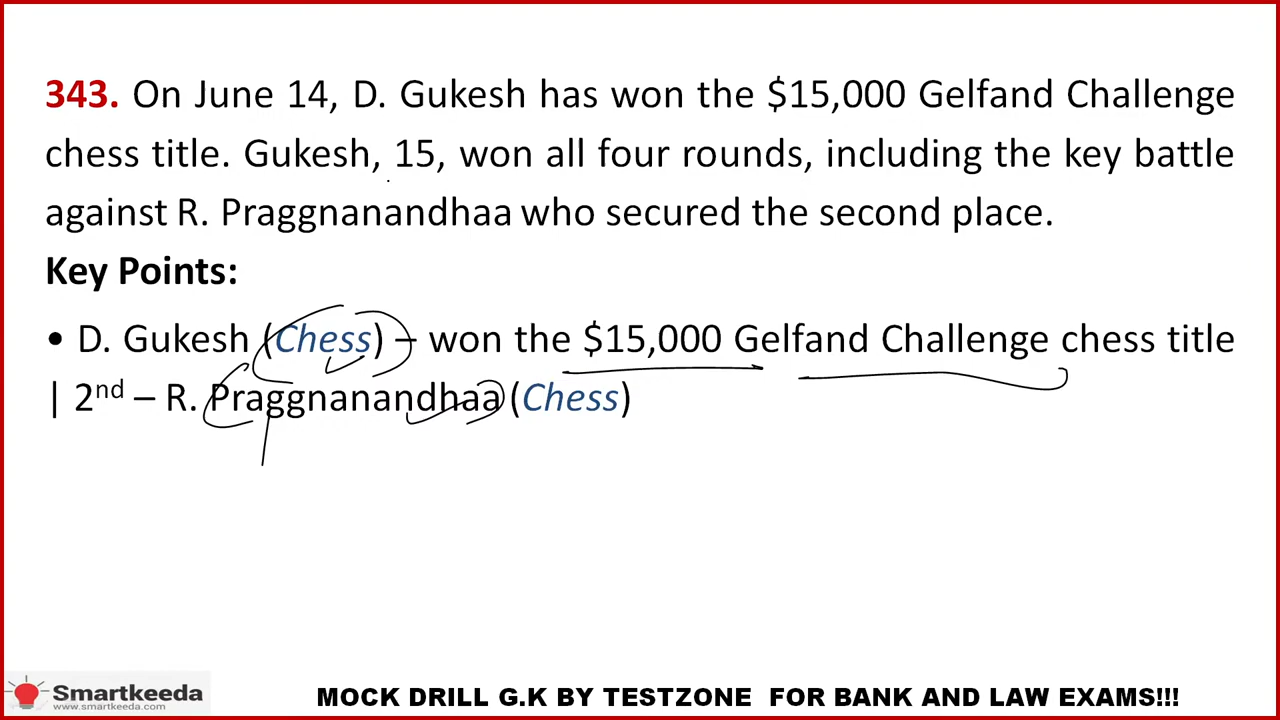 343. On June 14, D. Gukesh has won the $15,000 Gelfand Challenge
chess title. Gukesh, 15, won all four rounds, including the key battle
against R. Praggnanandhaa who secured the second place.
Key Points:
• D. Gukesh (Chess) – won the $15,000 Gelfand Challenge chess title
| 2nd – R. Praggnanandhaa (Chess)
Smartkeeda
www.smartkeeda.com
MOCK DRILL G.K BY TESTZONE FOR BANK AND LAW EXAMS!!!